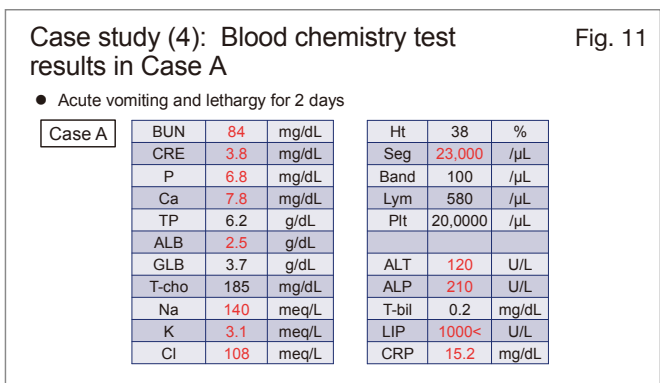 Case study (4): Blood chemistry test
results in Case A
Fig. 11
● Acute vomiting and lethargy for 2 days
Case A
BUN 84 mg/dL
CRE 3.8 mg/dL
P 6.8 mg/dL
Ca 7.8 mg/dL
TP 6.2 g/dL
ALB 2.5 g/dL
GLB 3.7 g/dL
T-cho 185 mg/dL
Na 140 meq/L
K 3.1 meq/L
Cl 108 meq/L
Ht 38 %
Seg 23,000 /μL
Band 100 /μL
Lym 580 /μL
Plt 20,0000 /μL
ALT 120 U/L
ALP 210 U/L
T-bil 0.2 mg/dL
LIP 1000< U/L
CRP 15.2 mg/dL